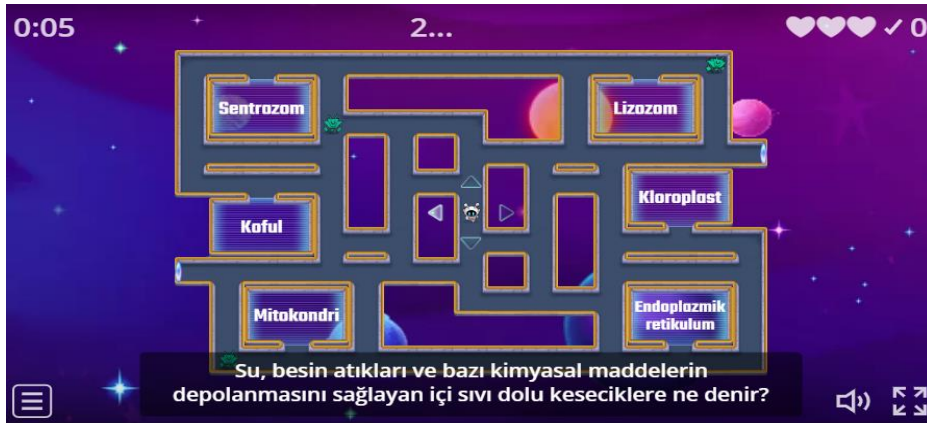 0:05
2...
✓ 0
Sentrozom
Lizozom
Kloroplast
Koful
Mitokondri
Endoplazmik
retikulum
Su, besin atıkları ve bazı kimyasal maddelerin
depolanmasını sağlayan içi sıvı dolu keseciklere ne denir?